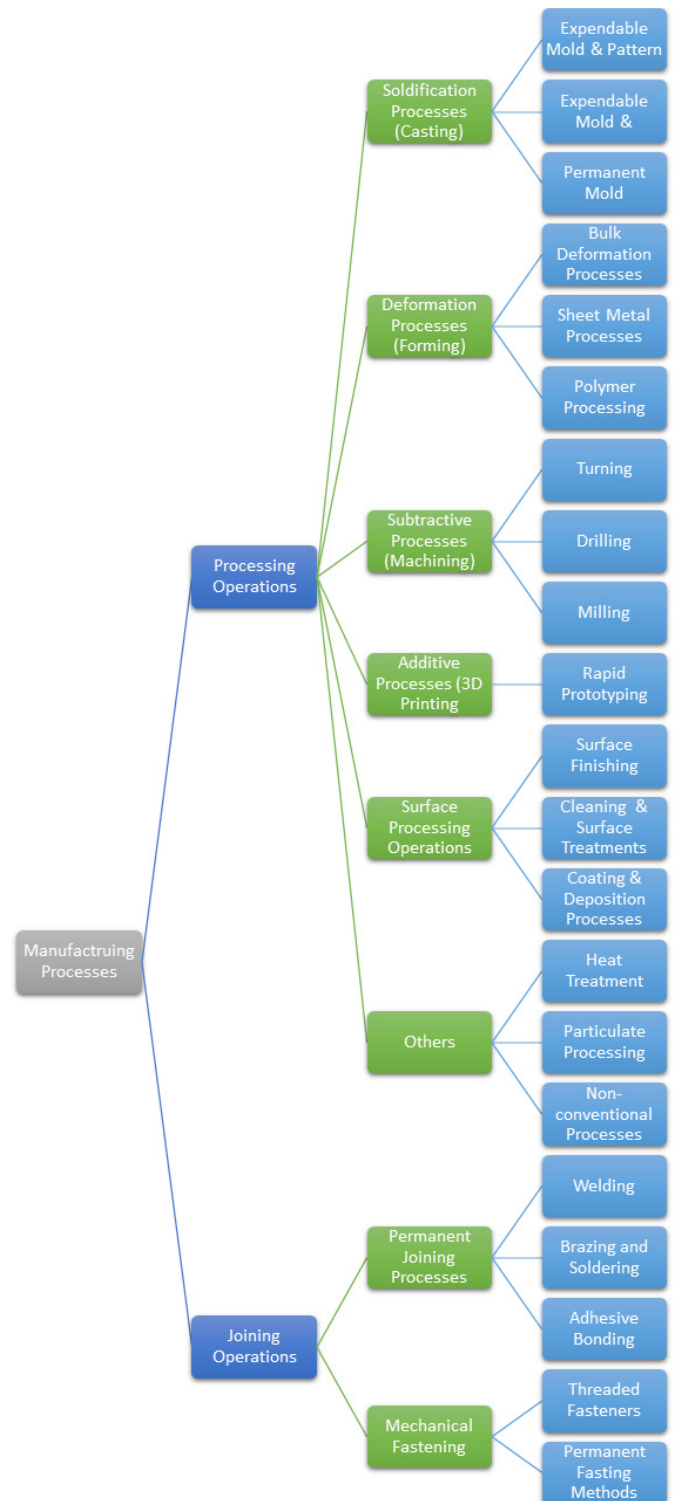 Manufactruing
Processes
Processing
Operations
Soldification
Processes
(Casting)
Expendable
Mold & Pattern
Expendable
Mold &
Permanent
Mold
Deformation
Processes
(Forming)
Bulk
Deformation
Processes
Sheet Metal
Processes
Polymer
Processing
Subtractive
Processes
(Machining)
Turning
Drilling
Milling
Additive
Processes (3D
Printing
Rapid
Prototyping
Surface
Processing
Operations
Surface
Finishing
Cleaning &
Surface
Treatments
Coating &
Deposition
Processes
Others
Heat
Treatment
Particulate
Processing
Non-
conventional
Processes
Joining
Operations
Permanent
Joining
Processes
Welding
Brazing and
Soldering
Adhesive
Bonding
Mechanical
Fastening
Threaded
Fasteners
Permanent
Fasting
Methods